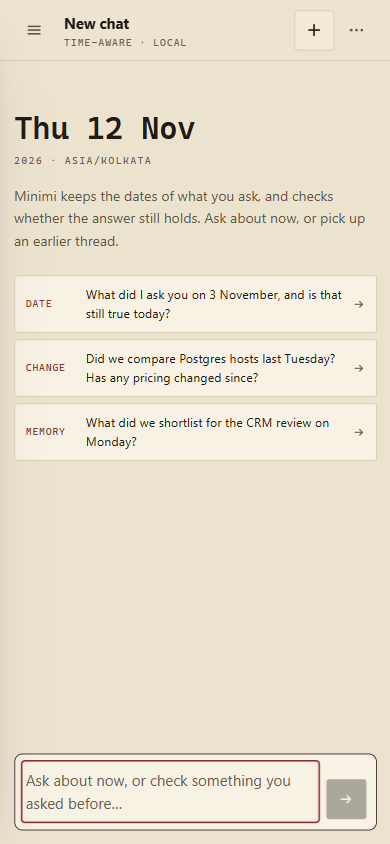 New chat
TIME-AWARE · LOCAL
Thu 12 Nov
2026 · ASIA/KOLKATA
Minimi keeps the dates of what you ask, and checks
whether the answer still holds. Ask about now, or pick up
an earlier thread.
DATE
What did I ask you on 3 November, and is that
still true today?
CHANGE
Did we compare Postgres hosts last Tuesday?
Has any pricing changed since?
MEMORY
What did we shortlist for the CRM review on
Monday?
Ask about now, or check something you
asked before...